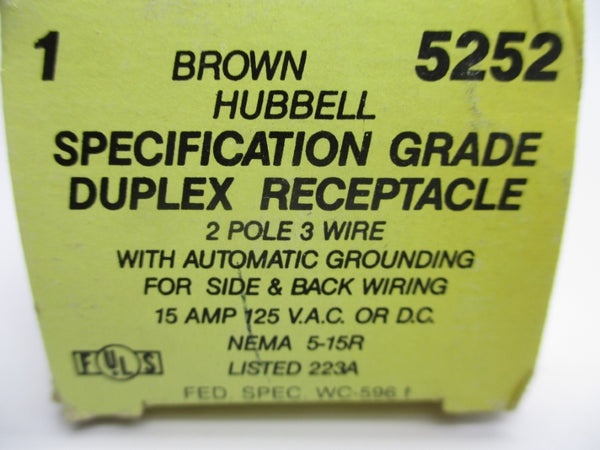 1 BROWN 5252
HUBBELL
SPECIFICATION GRADE
DUPLEX RECEPTACLE
2 POLE 3 WIRE
WITH AUTOMATIC GROUNDING
FOR SIDE & BACK WIRING
15 AMP 125 V.A.C. OR D.C.
NEMA 5-15R
F UL S LISTED 223A
FED. SPEC. WC-596 f